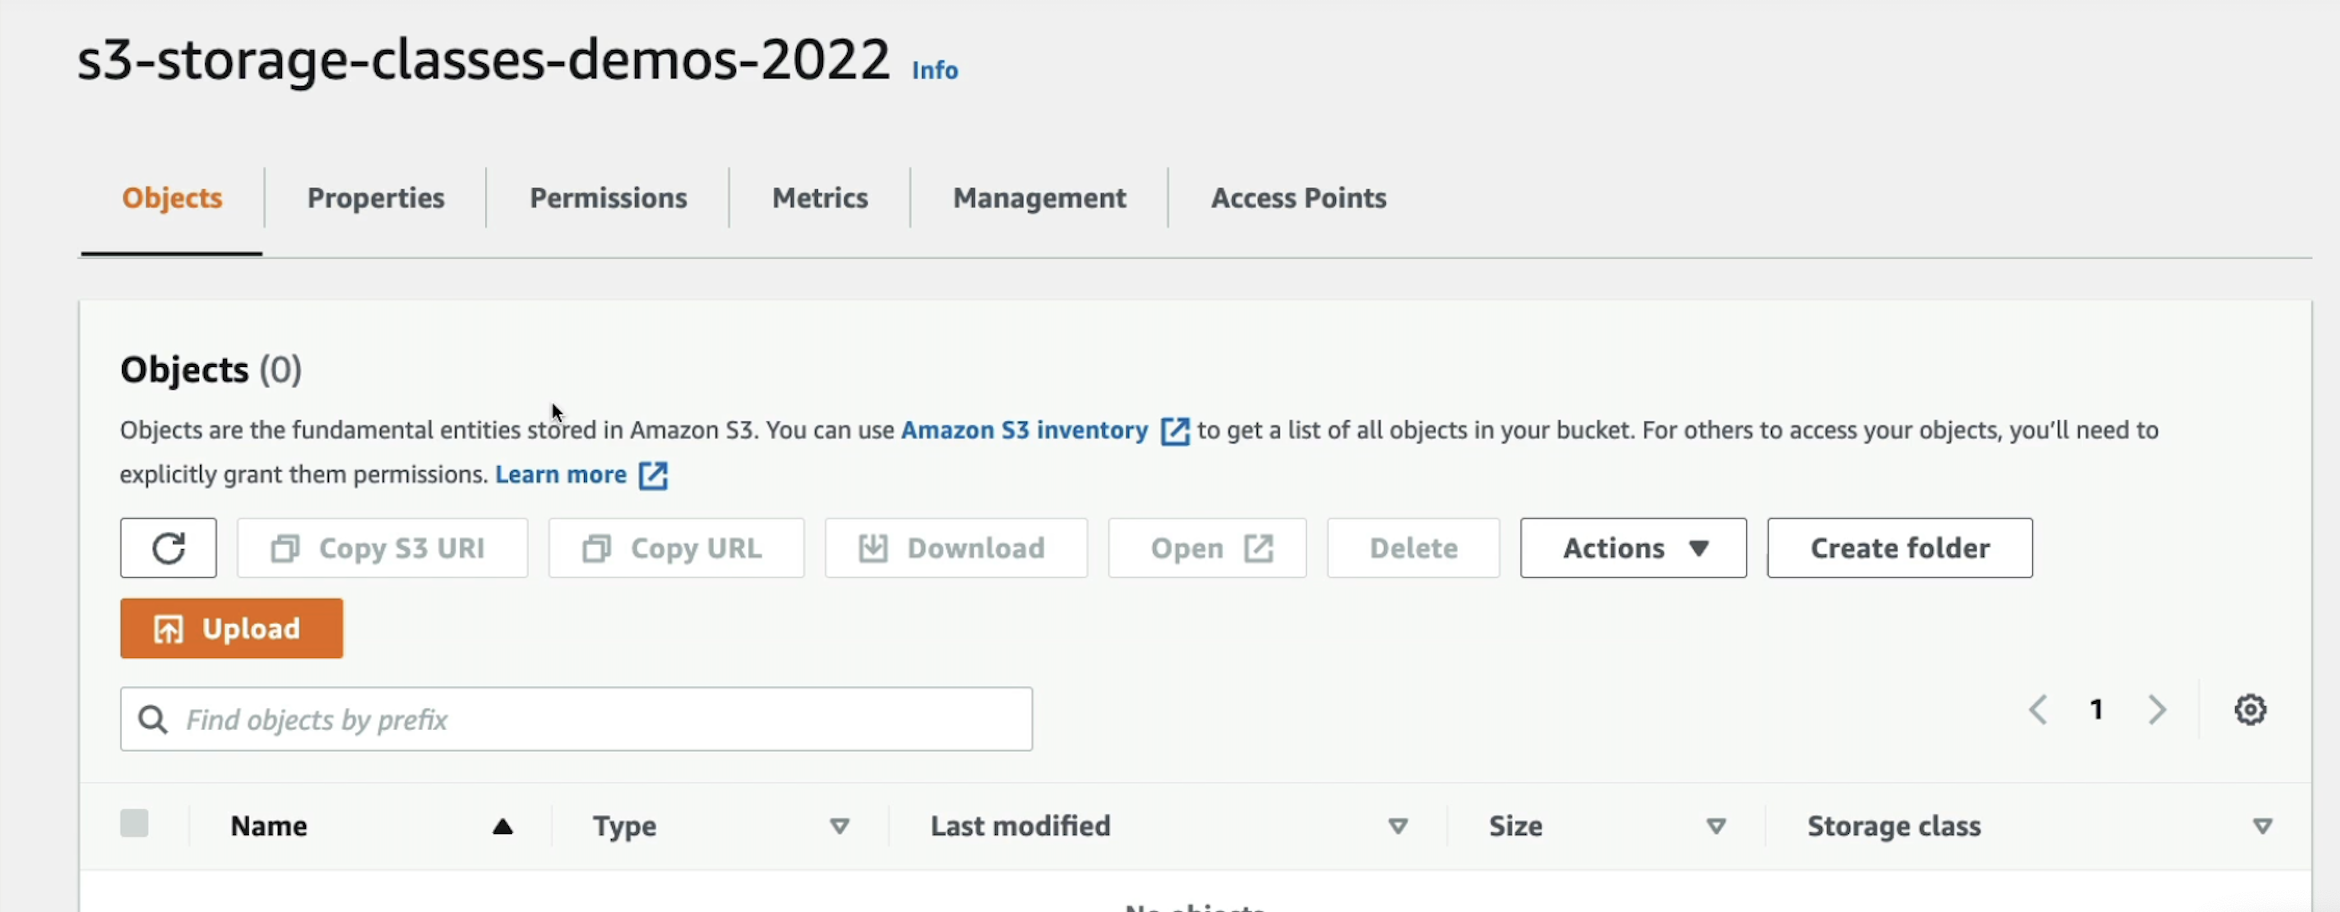 s3-storage-classes-demos-2022 Info
Objects Properties Permissions Metrics Management Access Points
Objects (0)
Objects are the fundamental entities stored in Amazon S3. You can use Amazon S3 inventory to get a list of all objects in your bucket. For others to access your objects, you'll need to
explicitly grant them permissions. Learn more
Copy S3 URI Copy URL Download Open Delete Actions Create folder
Upload
Find objects by prefix 1
Name Type Last modified Size Storage class
No objects